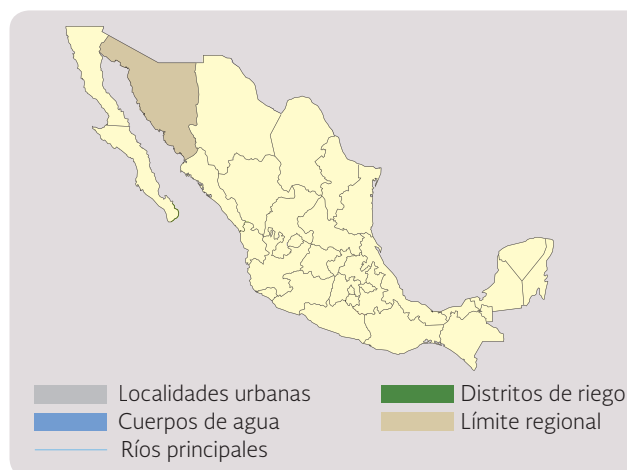 Localidades urbanas
Cuerpos de agua
Ríos principales
Distritos de riego
Límite regional